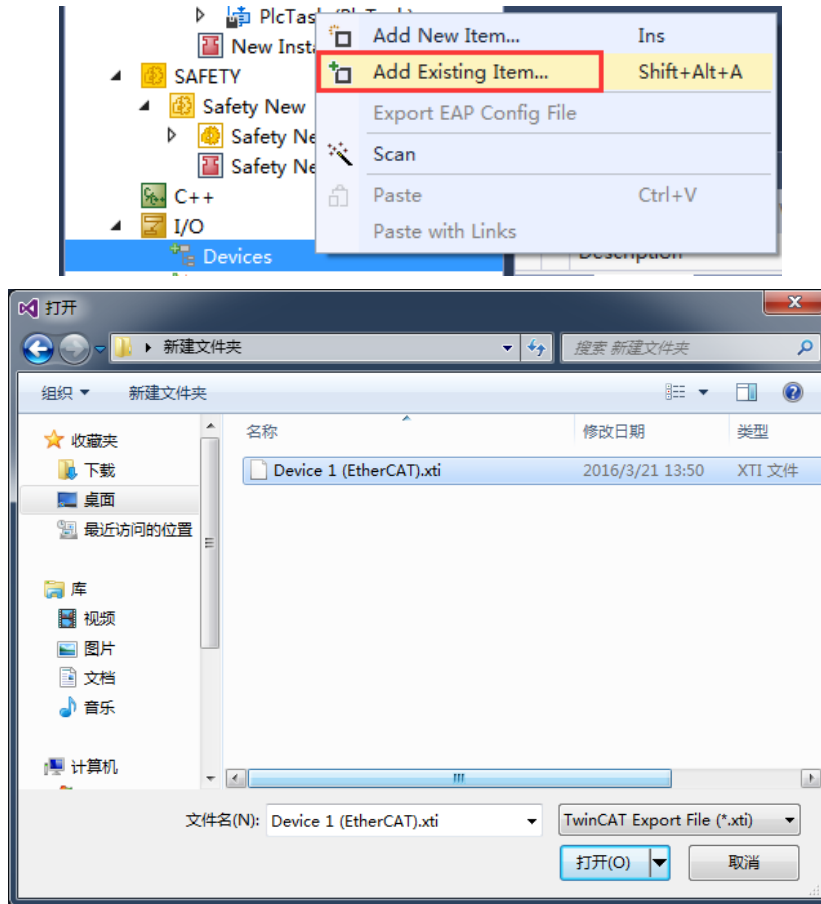 PlcTask (PlcTask)
Add New Item... Ins
New Insta
Add Existing Item... Shift+Alt+A
SAFETY
Export EAP Config File
Safety New
Safety Ne
Scan
Safety Ne
C++
Paste Ctrl+V
I/O
Paste with Links
Devices
Description
打开
新建文件夹
搜索 新建文件夹
组织 新建文件夹
收藏夹
名称 修改日期 类型
下载
Device 1 (EtherCAT).xti 2016/3/21 13:50 XTI 文件
桌面
最近访问的位置
库
视频
图片
文档
音乐
计算机
文件名(N): Device 1 (EtherCAT).xti TwinCAT Export File (*.xti)
打开(O) 取消